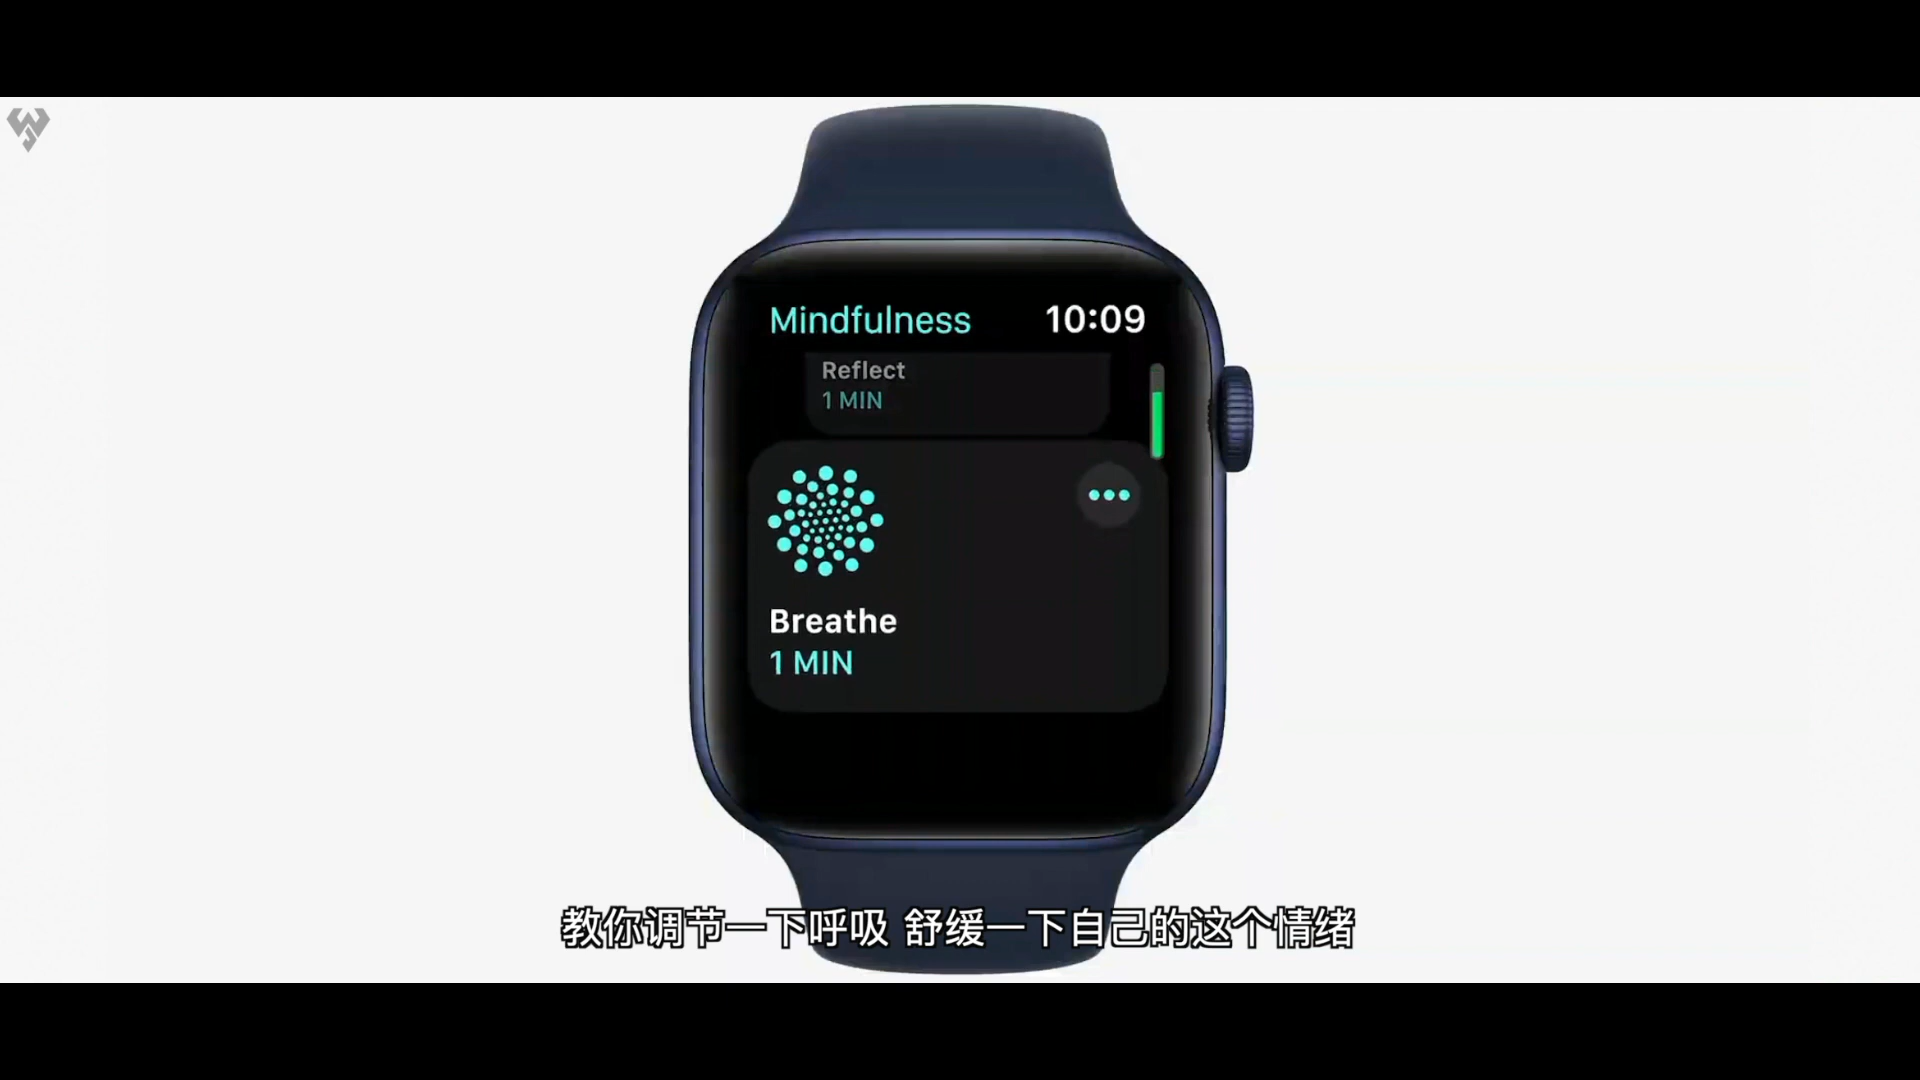 Mindfulness 10:09
Reflect
1 MIN
Breathe
1 MIN
教你调节一下呼吸 舒缓一下自己的这个情绪